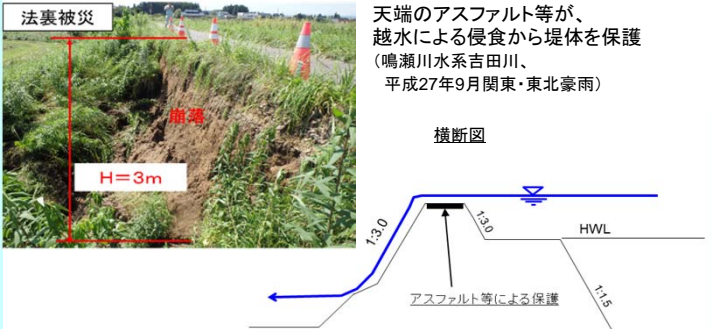 法裏被災
崩落
H=3m
天端のアスファルト等が、
越水による侵食から堤体を保護
（鳴瀬川水系吉田川、
平成27年9月関東・東北豪雨）
横断図
1:3.0
1:3.0
HWL
1:1.5
アスファルト等による保護